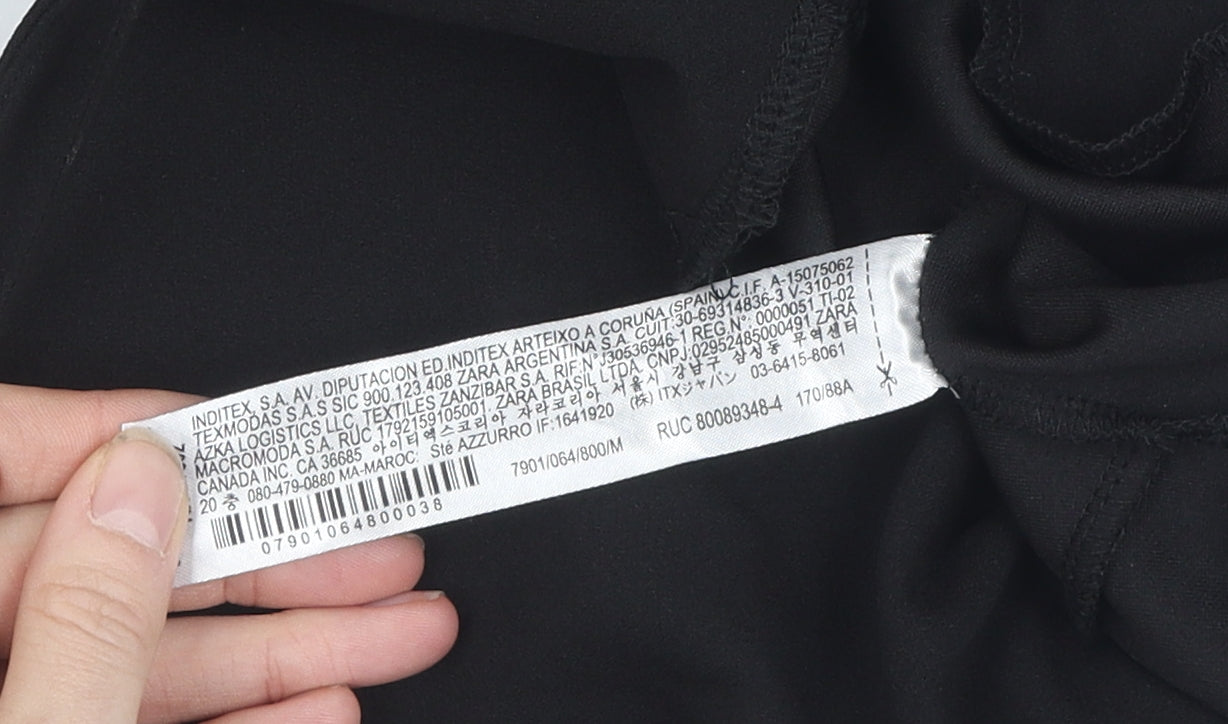 INDITEX, S.A. AV. DIPUTACION ED.INDITEX ARTEIXO A CORUÑA (SPAIN) C.I.F. A-15075062
TEXMODAS S.A.S SIC 900.123.408 ZARA ARGENTINA S.A. CUIT:30-69314836-3 V-310-01
AZKA LOGISTICS LLC, TEXTILES ZANZIBAR S.A. RIF.N°J30536946-1 REG.N°: 0000051 TI-02
MACROMODA S.A. RUC 1792159105001. ZARA BRASIL LTDA. CNPJ:02952485000491 ZARA
CANADA INC. CA 36685 아이티엑스코리아 자라코리아 서울시 강남구 삼성동 무역센터
20 층 080-479-0880 MA-MAROC: Sté AZZURRO IF:1641920 (株) ITXジャパン 03-6415-8061
7901/064/800/M RUC 80089348-4 170/88A
07901064800038